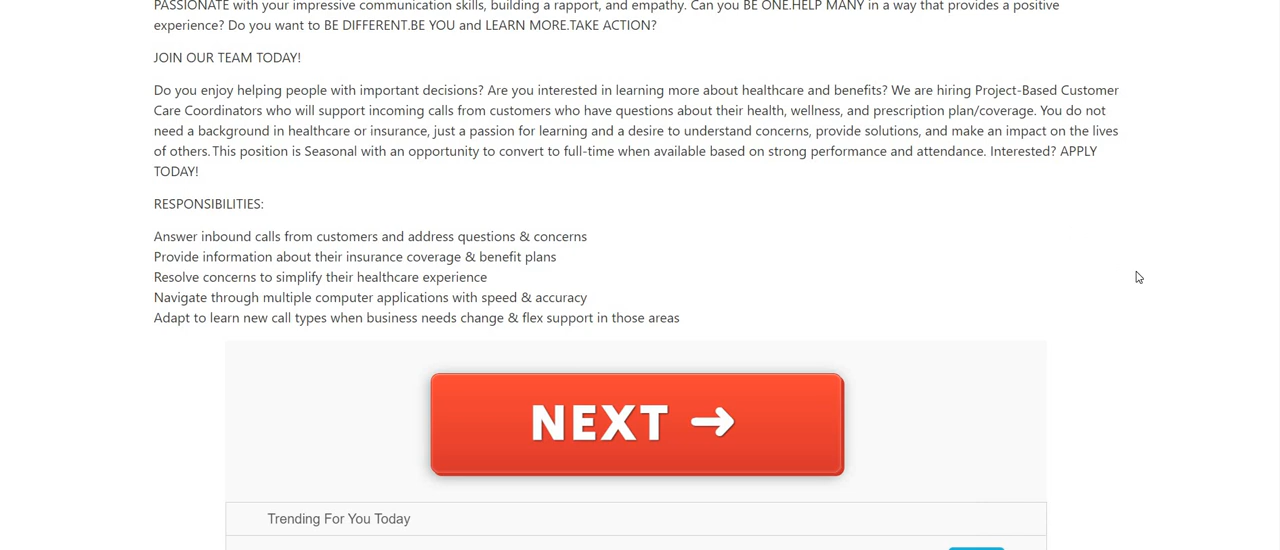 PASSIONATE with your impressive communication skills, building a rapport, and empathy. Can you BE ONE.HELP MANY in a way that provides a positive
experience? Do you want to BE DIFFERENT.BE YOU and LEARN MORE.TAKE ACTION?
JOIN OUR TEAM TODAY!
Do you enjoy helping people with important decisions? Are you interested in learning more about healthcare and benefits? We are hiring Project-Based Customer
Care Coordinators who will support incoming calls from customers who have questions about their health, wellness, and prescription plan/coverage. You do not
need a background in healthcare or insurance, just a passion for learning and a desire to understand concerns, provide solutions, and make an impact on the lives
of others. This position is Seasonal with an opportunity to convert to full-time when available based on strong performance and attendance. Interested? APPLY
TODAY!
RESPONSIBILITIES:
Answer inbound calls from customers and address questions & concerns
Provide information about their insurance coverage & benefit plans
Resolve concerns to simplify their healthcare experience
Navigate through multiple computer applications with speed & accuracy
Adapt to learn new call types when business needs change & flex support in those areas
NEXT →
Trending For You Today